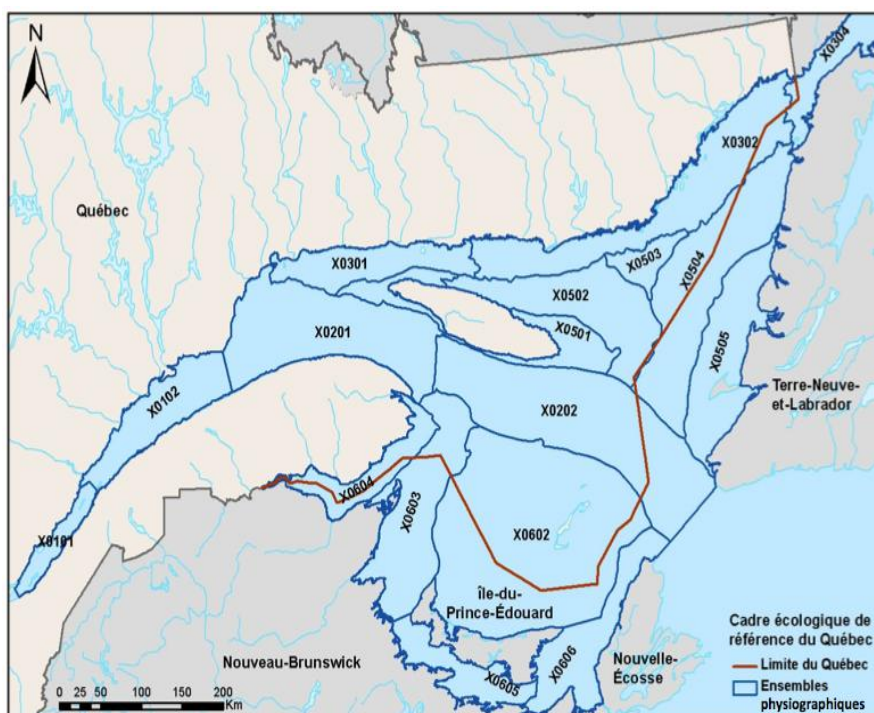 N
X0304
X0302
Québec
X0301
X0503
X0504
X0502
X0501
X0505
X0201
X0102
X0202
Terre-Neuve-
et-Labrador
X0604
X0603
X0101
X0602
île-du-
Prince-Édouard
Nouveau-Brunswick
X0605
X0606
Nouvelle-
Écosse
Cadre écologique de
référence du Québec
Limite du Québec
Ensembles
physiographiques
0 25 50 100 150 200
Km